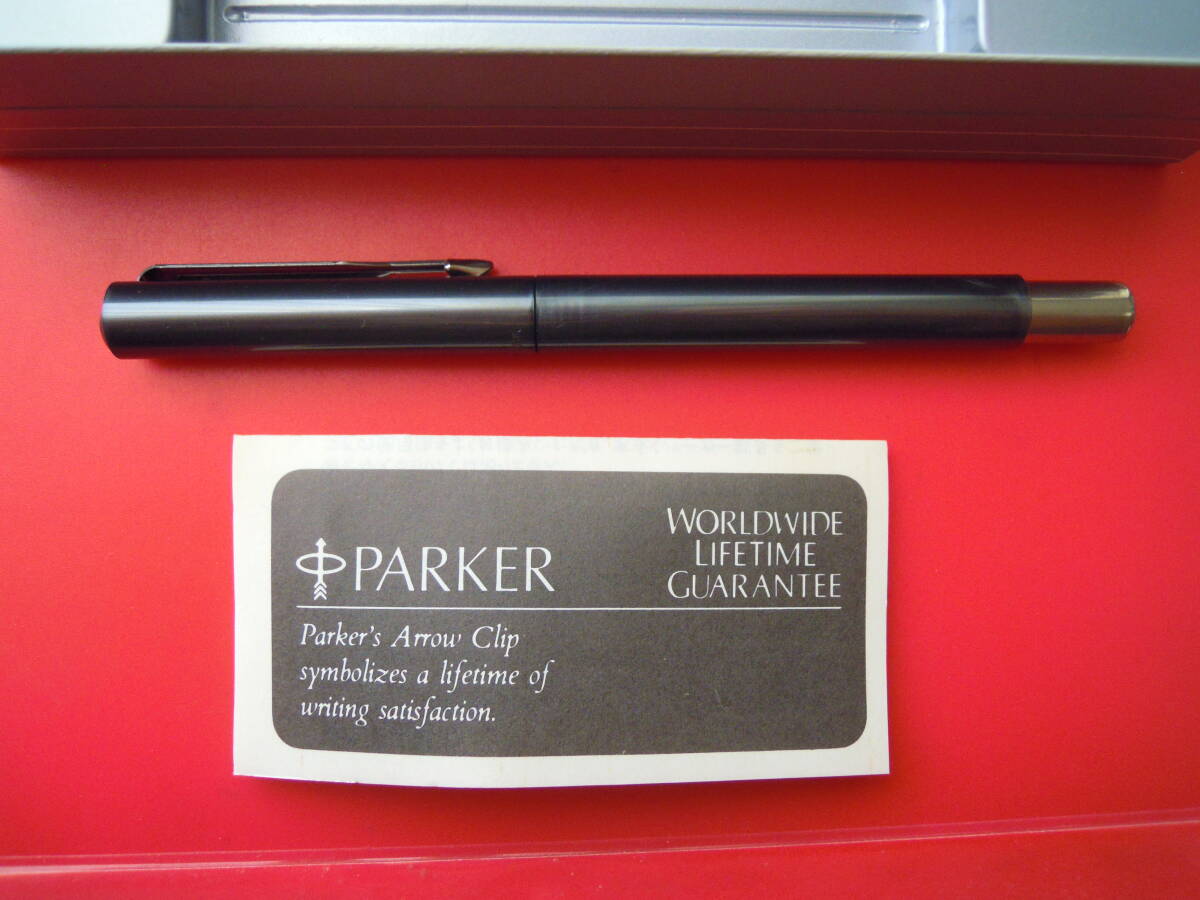 PARKER
WORLDWIDE
LIFETIME
GUARANTEE
Parker's Arrow Clip
symbolizes a lifetime of
writing satisfaction.